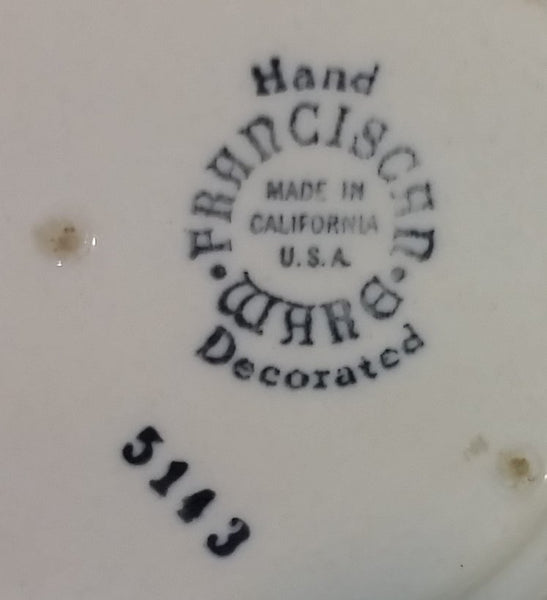 Hand
FRANCISCAN
MADE IN
CALIFORNIA
U.S.A.
• WARE •
Decorated
5143